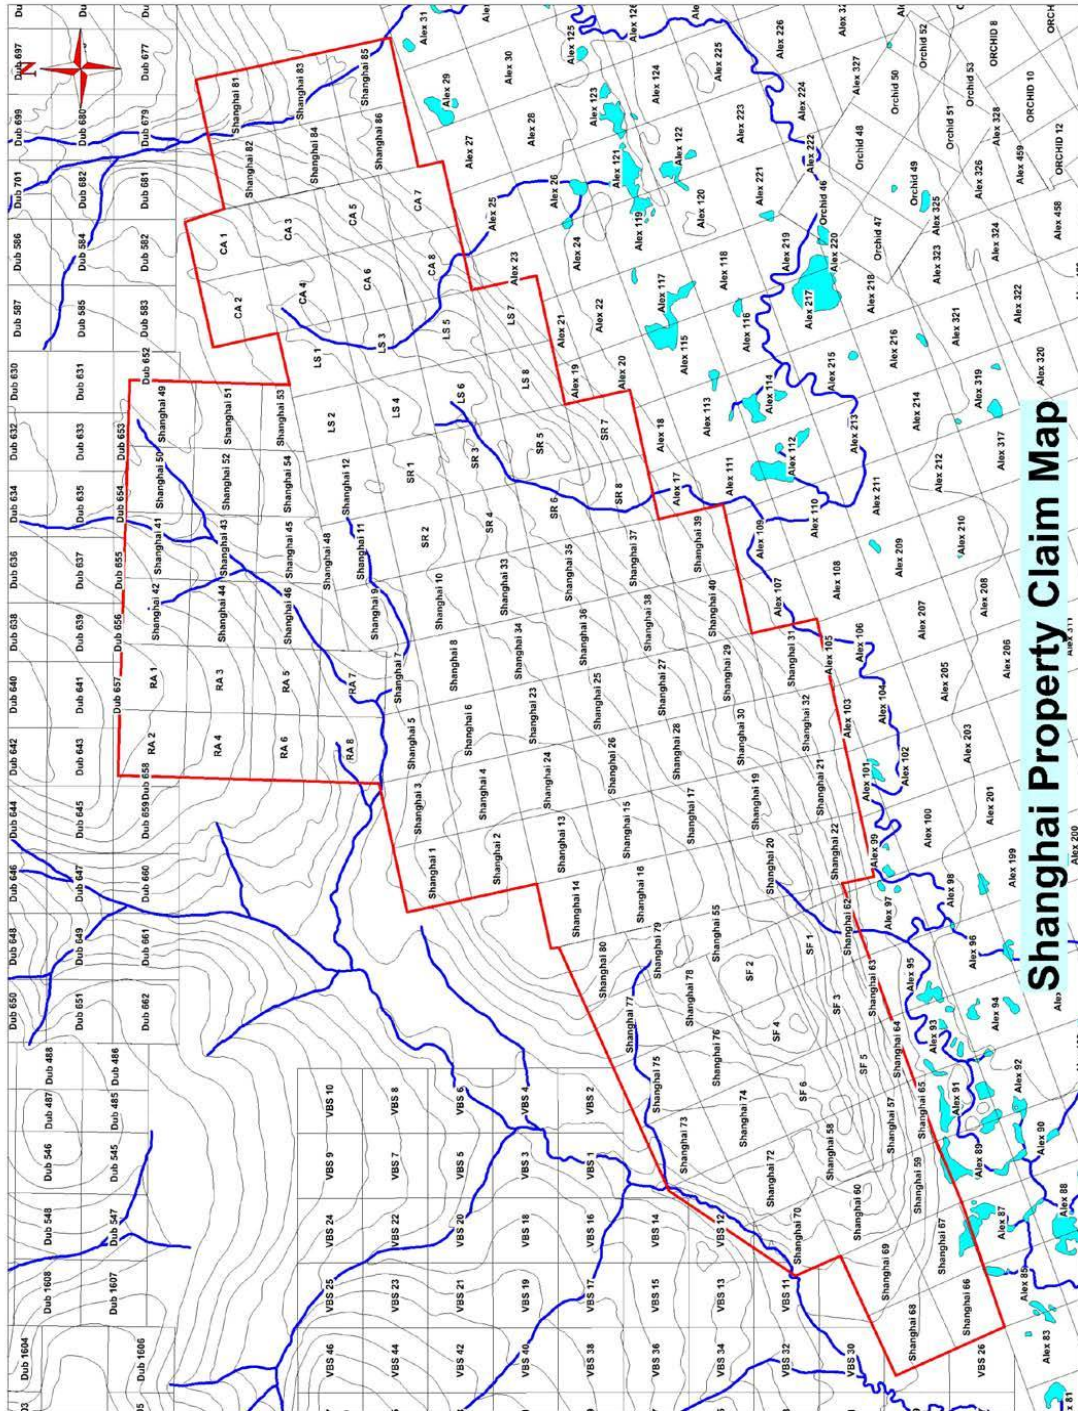 Shanghai Property Claim Map
N
Dub 697
Dub 699
Dub 701
Dub 586
Dub 587
Dub 630
Dub 632
Dub 634
Dub 636
Dub 638
Dub 640
Dub 642
Dub 644
Dub 646
Dub 648
Dub 650
Dub 680
Dub 682
Dub 584
Dub 585
Dub 631
Dub 633
Dub 635
Dub 637
Dub 639
Dub 641
Dub 643
Dub 645
Dub 647
Dub 649
Dub 651
Dub 488
Dub 487
Dub 546
Dub 548
Dub 1608
Dub 1604
Dub 677
Dub 679
Dub 681
Dub 582
Dub 583
Dub 652
Dub 653
Dub 654
Dub 655
Dub 656
Dub 657
Dub 658
Dub 659
Dub 660
Dub 661
Dub 662
Dub 486
Dub 485
Dub 545
Dub 547
Dub 1607
Dub 1606
Shanghai 81
Shanghai 82
Shanghai 83
Shanghai 84
Shanghai 85
Shanghai 86
CA 1
CA 2
CA 3
CA 4
CA 5
CA 6
CA 7
CA 8
LS 1
LS 2
LS 3
LS 4
LS 5
LS 6
LS 7
LS 8
SR 1
SR 2
SR 3
SR 4
SR 5
SR 6
SR 7
SR 8
Shanghai 49
Shanghai 50
Shanghai 51
Shanghai 52
Shanghai 53
Shanghai 54
Shanghai 41
Shanghai 42
Shanghai 43
Shanghai 44
Shanghai 45
Shanghai 46
Shanghai 48
RA 1
RA 2
RA 3
RA 4
RA 5
RA 6
RA 7
RA 8
Shanghai 1
Shanghai 2
Shanghai 3
Shanghai 4
Shanghai 5
Shanghai 6
Shanghai 7
Shanghai 8
Shanghai 9
Shanghai 10
Shanghai 11
Shanghai 12
Shanghai 13
Shanghai 14
Shanghai 15
Shanghai 16
Shanghai 17
Shanghai 19
Shanghai 20
Shanghai 21
Shanghai 22
Shanghai 23
Shanghai 24
Shanghai 25
Shanghai 26
Shanghai 27
Shanghai 28
Shanghai 29
Shanghai 30
Shanghai 31
Shanghai 32
Shanghai 33
Shanghai 34
Shanghai 35
Shanghai 36
Shanghai 37
Shanghai 38
Shanghai 39
Shanghai 40
Shanghai 55
Shanghai 57
Shanghai 58
Shanghai 59
Shanghai 60
Shanghai 62
Shanghai 63
Shanghai 64
Shanghai 65
Shanghai 66
Shanghai 67
Shanghai 68
Shanghai 69
Shanghai 70
Shanghai 72
Shanghai 73
Shanghai 74
Shanghai 75
Shanghai 76
Shanghai 77
Shanghai 78
Shanghai 79
Shanghai 80
SF 1
SF 2
SF 3
SF 4
SF 5
SF 6
VBS 10
VBS 9
VBS 24
VBS 25
VBS 46
VBS 8
VBS 7
VBS 22
VBS 23
VBS 44
VBS 6
VBS 5
VBS 20
VBS 21
VBS 42
VBS 4
VBS 3
VBS 18
VBS 19
VBS 40
VBS 2
VBS 1
VBS 16
VBS 17
VBS 38
VBS 14
VBS 15
VBS 36
VBS 12
VBS 13
VBS 34
VBS 11
VBS 32
VBS 30
VBS 26
Alex 31
Alex 30
Alex 29
Alex 28
Alex 27
Alex 26
Alex 25
Alex 24
Alex 23
Alex 22
Alex 21
Alex 20
Alex 19
Alex 18
Alex 17
Alex 126
Alex 125
Alex 124
Alex 123
Alex 122
Alex 121
Alex 120
Alex 119
Alex 118
Alex 117
Alex 116
Alex 115
Alex 114
Alex 113
Alex 112
Alex 111
Alex 110
Alex 109
Alex 108
Alex 107
Alex 106
Alex 105
Alex 104
Alex 103
Alex 102
Alex 101
Alex 100
Alex 99
Alex 98
Alex 97
Alex 96
Alex 95
Alex 94
Alex 93
Alex 92
Alex 91
Alex 90
Alex 89
Alex 88
Alex 87
Alex 85
Alex 83
Alex 226
Alex 225
Alex 224
Alex 223
Alex 222
Alex 221
Alex 220
Alex 219
Alex 218
Alex 217
Alex 216
Alex 215
Alex 214
Alex 213
Alex 212
Alex 211
Alex 210
Alex 209
Alex 208
Alex 207
Alex 206
Alex 205
Alex 203
Alex 201
Alex 200
Alex 199
Alex 327
Alex 328
Alex 326
Alex 325
Alex 324
Alex 323
Alex 322
Alex 321
Alex 320
Alex 319
Alex 317
Alex 311
Alex 459
Alex 458
Orchid 52
Orchid 50
Orchid 53
Orchid 51
Orchid 48
Orchid 49
Orchid 46
Orchid 47
ORCHID 8
ORCHID 10
ORCHID 12